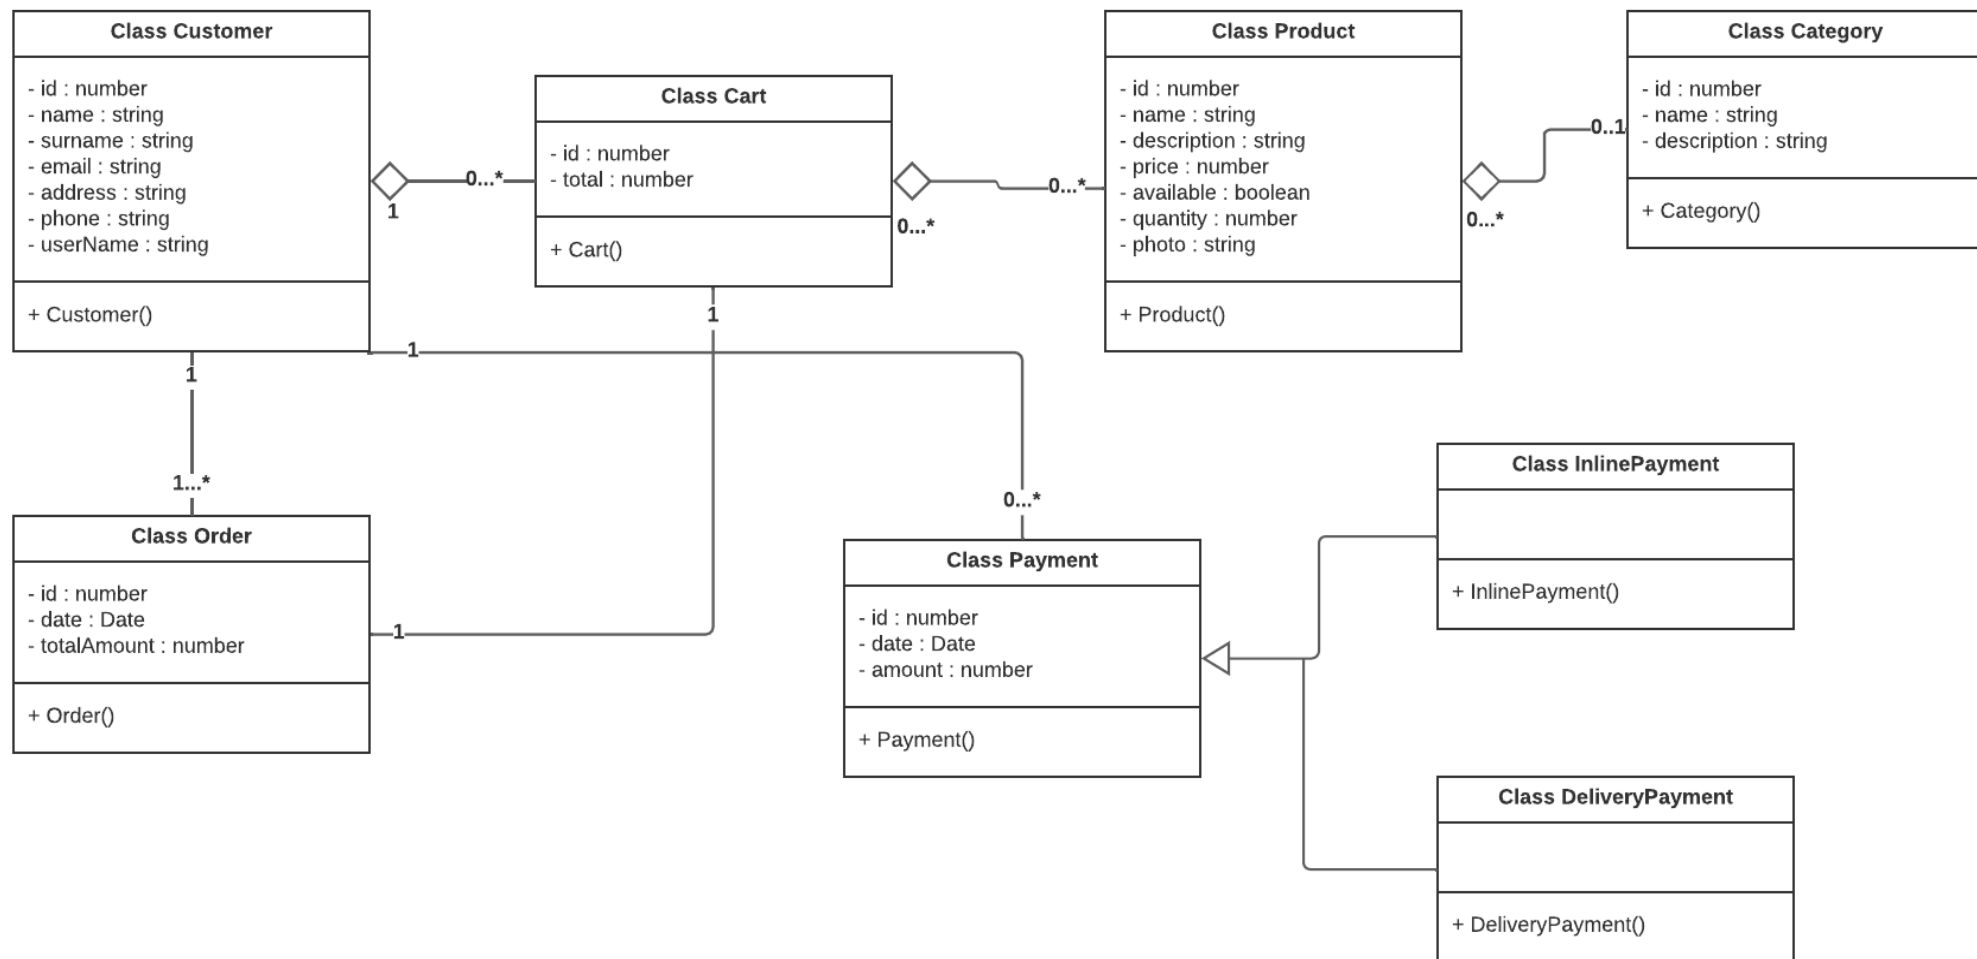 Class Customer
- id : number
- name : string
- surname : string
- email : string
- address : string
- phone : string
- userName : string
+ Customer()
1
0...*
Class Cart
- id : number
- total : number
+ Cart()
0...*
0...*
Class Product
- id : number
- name : string
- description : string
- price : number
- available : boolean
- quantity : number
- photo : string
+ Product()
0...*
0..1
Class Category
- id : number
- name : string
- description : string
+ Category()
1
1
1
1...*
0...*
Class Order
- id : number
- date : Date
- totalAmount : number
+ Order()
1
Class Payment
- id : number
- date : Date
- amount : number
+ Payment()
Class InlinePayment
+ InlinePayment()
Class DeliveryPayment
+ DeliveryPayment()